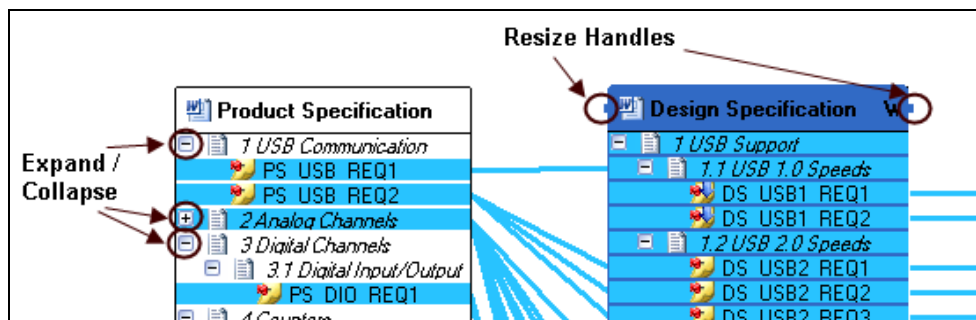 Resize Handles
Product Specification
Design Specification W
Expand /
Collapse
1 USB Communication
PS_USB_REQ1
PS_USB_REQ2
2 Analog Channels
3 Digital Channels
3.1 Digital Input/Output
PS_DIO_REQ1
4 Counters
1 USB Support
1.1 USB 1.0 Speeds
DS_USB1_REQ1
DS_USB1_REQ2
1.2 USB 2.0 Speeds
DS_USB2_REQ1
DS_USB2_REQ2
DS_USB2_REQ3